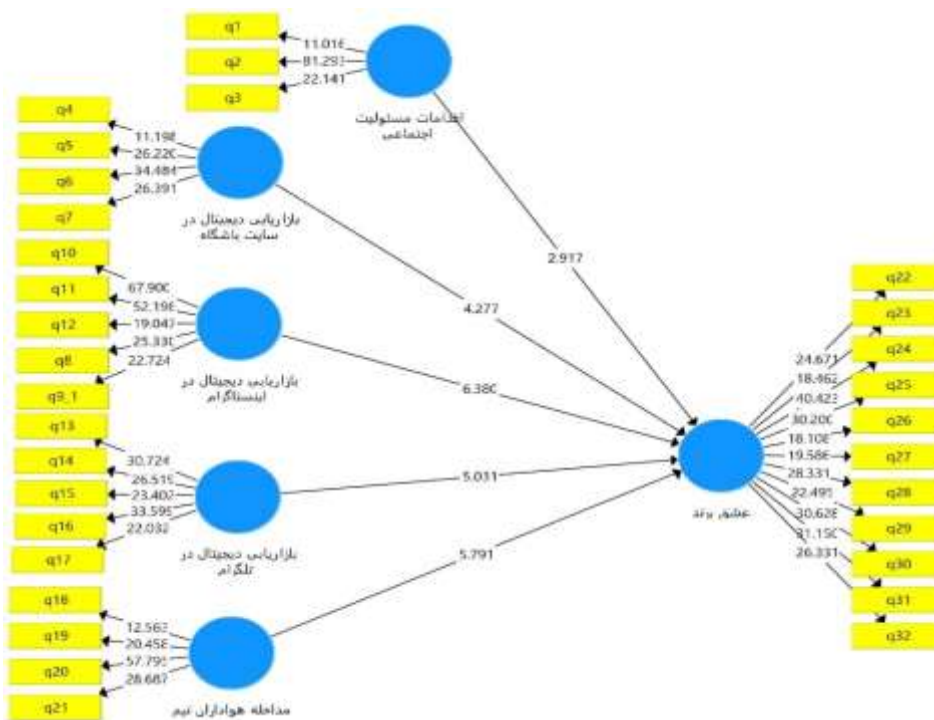 q1
11.016
q2
81.293
q3
22.141
اقدامات مسئولیت
اجتماعی
q4
11.198
q5
26.220
q6
34.484
q7
26.391
بازاریابی دیجیتال در
سایت باشگاه
q10
67.900
q11
52.198
q12
19.047
q8
25.330
q9_1
22.724
بازاریابی دیجیتال در
اینستاگرام
q13
30.724
q14
26.519
q15
23.402
q16
33.599
q17
22.032
بازاریابی دیجیتال در
تلگرام
q18
12.563
q19
20.458
q20
57.795
q21
28.687
مداخله هواداران تیم
2.917
4.277
6.380
5.031
5.791
عشق برند
q22
24.671
q23
18.462
q24
40.423
q25
30.200
q26
18.108
q27
19.586
q28
28.331
q29
22.495
q30
30.628
q31
31.150
q32
26.331